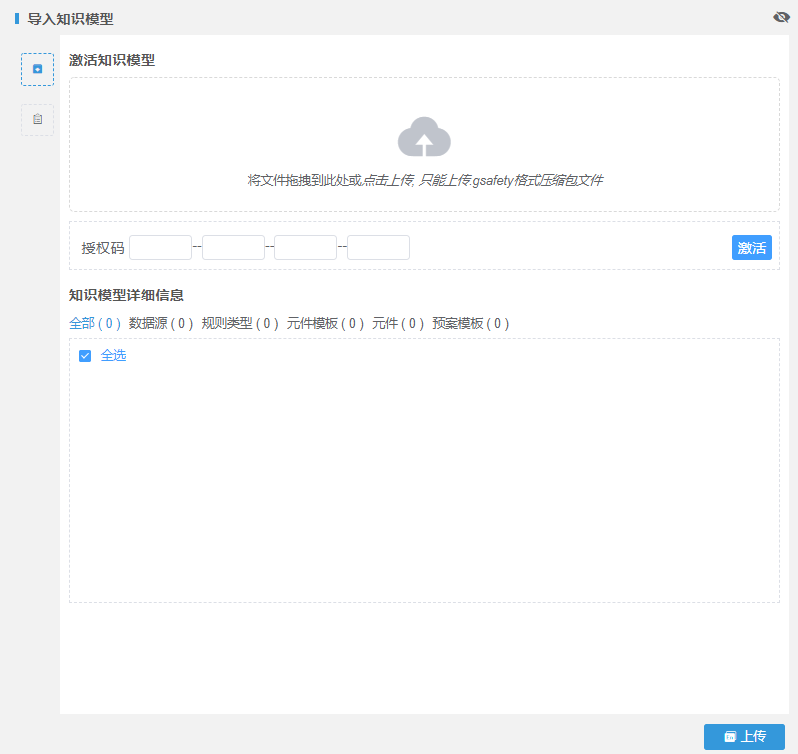 导入知识模型
激活知识模型
将文件拖拽到此处或点击上传, 只能上传.gsafety格式压缩包文件
授权码 -- -- -- 激活
知识模型详细信息
全部 ( 0 ) 数据源 ( 0 ) 规则类型 ( 0 ) 元件模板 ( 0 ) 元件 ( 0 ) 预案模板 ( 0 )
全选
上传